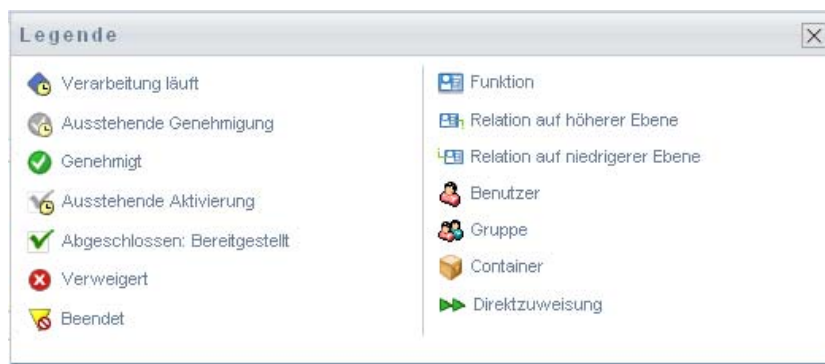 Legende
Verarbeitung läuft
Ausstehende Genehmigung
Genehmigt
Ausstehende Aktivierung
Abgeschlossen: Bereitgestellt
Verweigert
Beendet
Funktion
Relation auf höherer Ebene
Relation auf niedrigerer Ebene
Benutzer
Gruppe
Container
Direktzuweisung